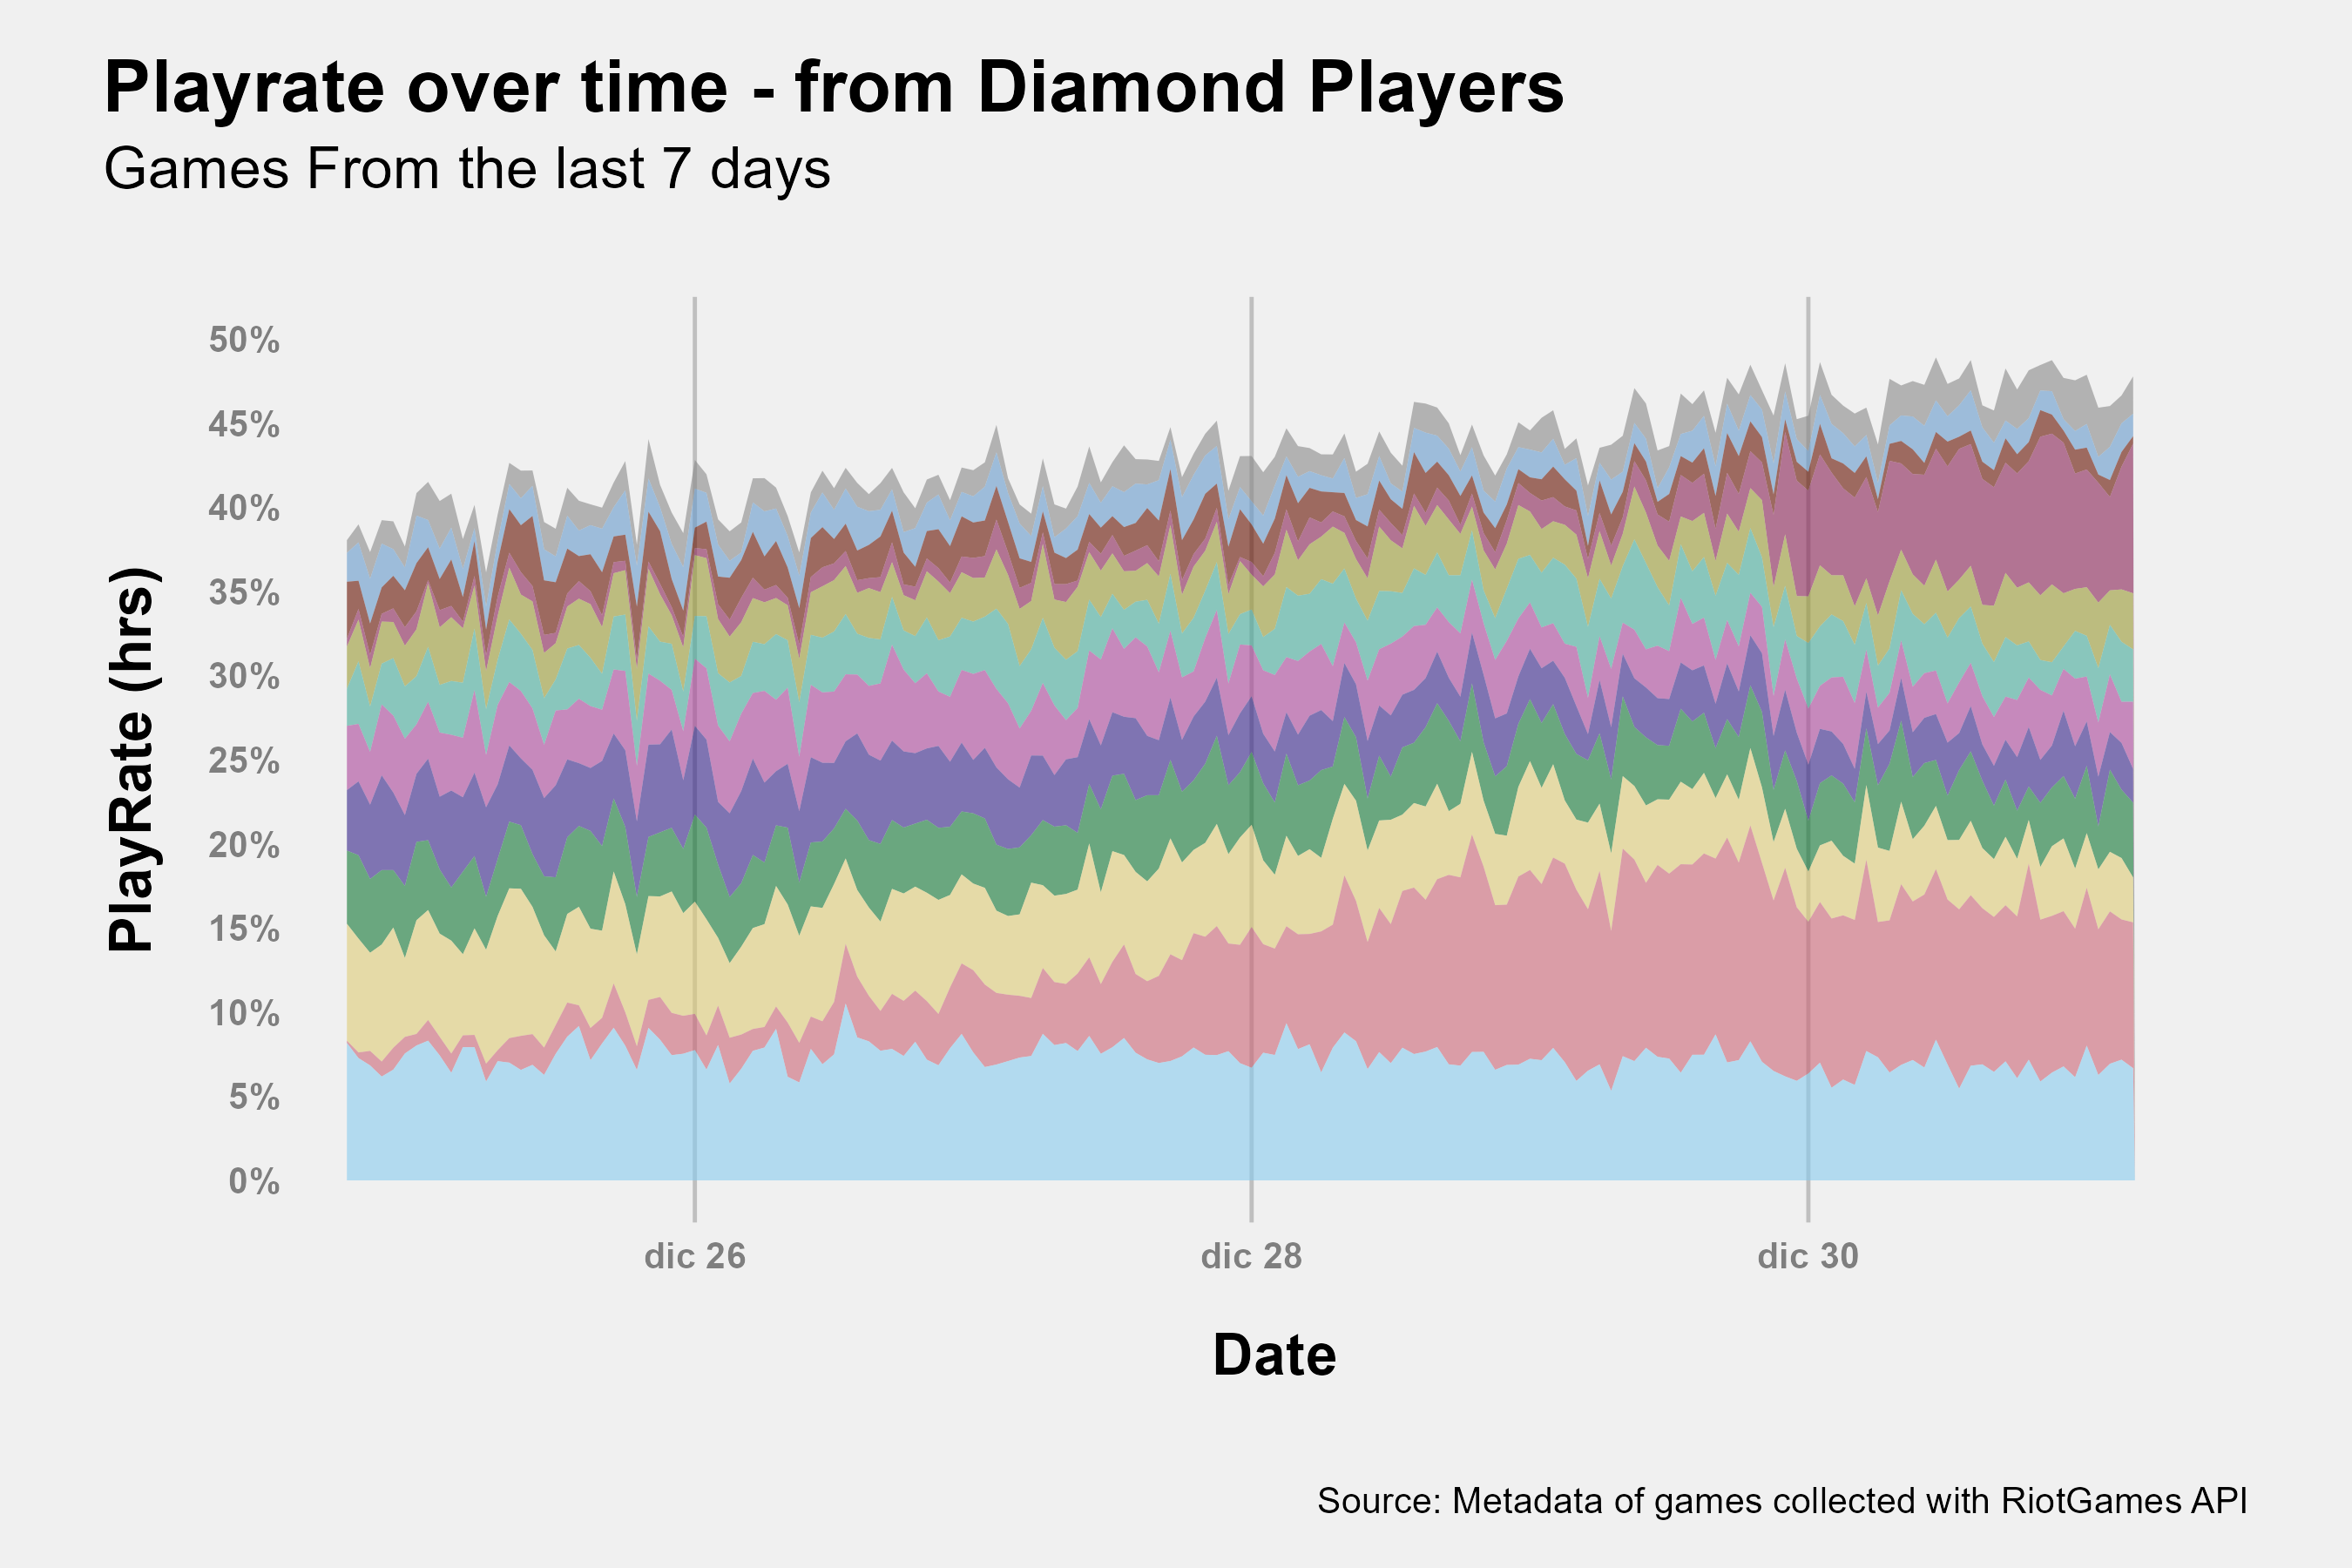 Playrate over time - from Diamond Players
Games From the last 7 days
50%
45%
40%
35%
30%
25%
20%
15%
10%
5%
0%
PlayRate (hrs)
dic 26
dic 28
dic 30
Date
Source: Metadata of games collected with RiotGames API